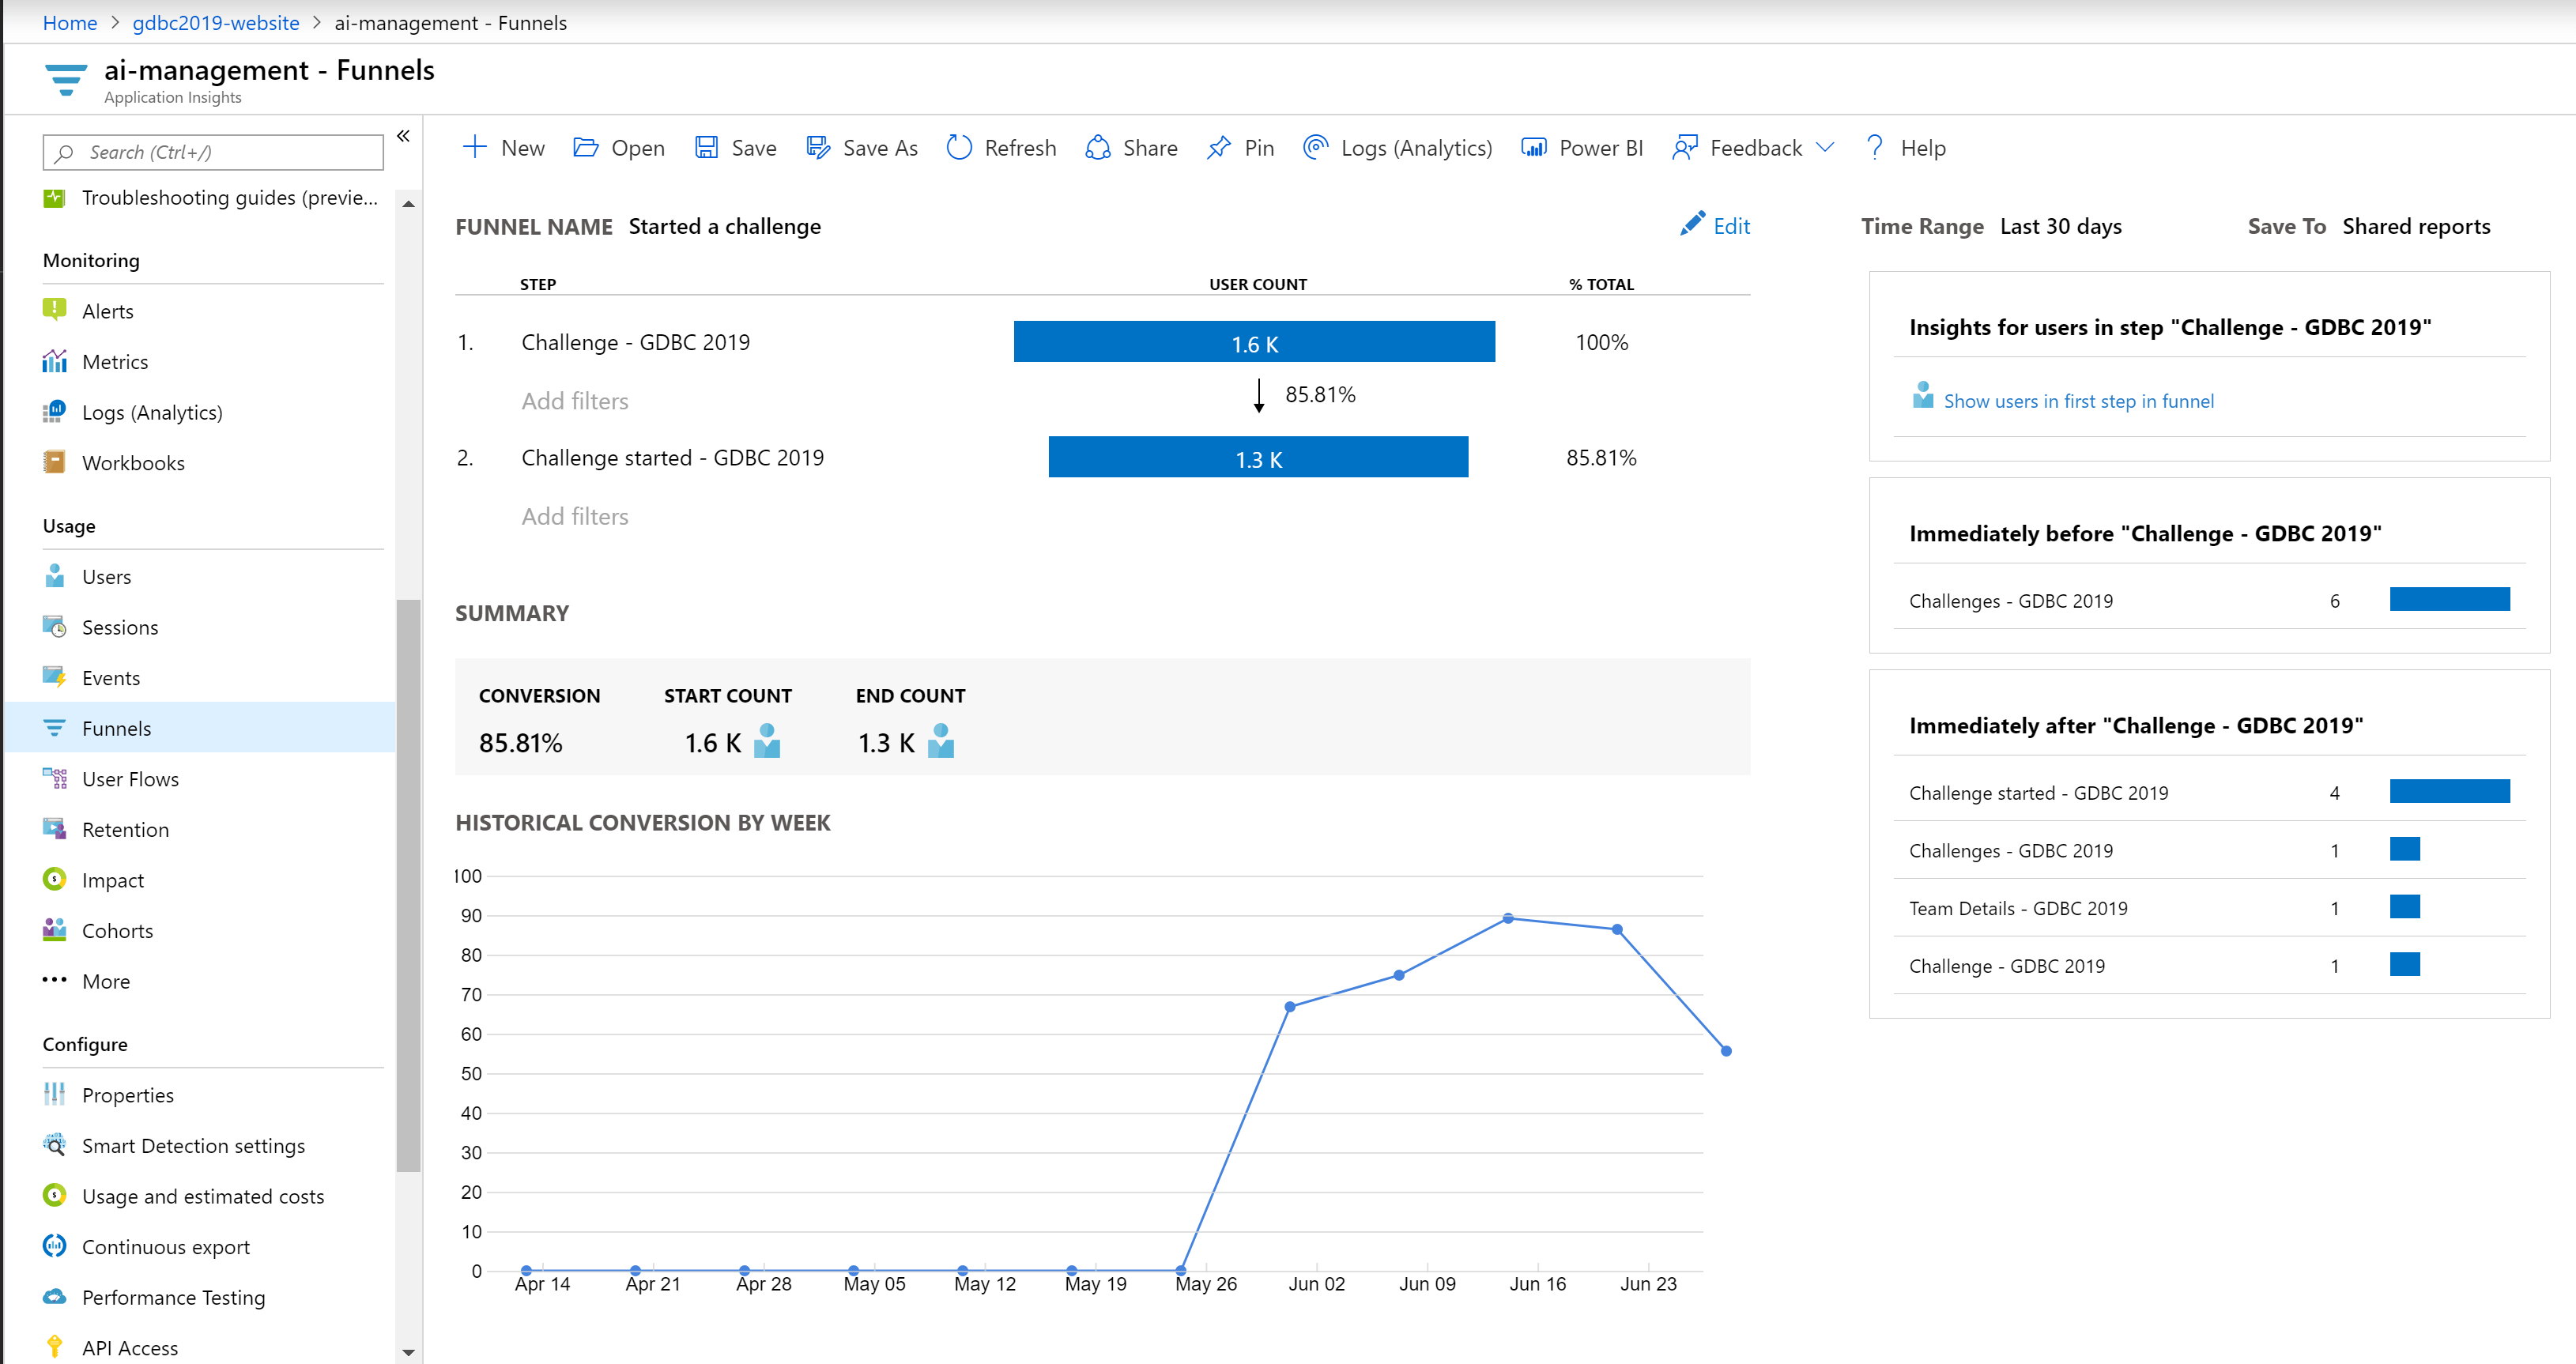 Home > gdbc2019-website > ai-management - Funnels
ai-management - Funnels
Application Insights
Search (Ctrl+/)
«
Troubleshooting guides (previe...
Monitoring
Alerts
Metrics
Logs (Analytics)
Workbooks
Usage
Users
Sessions
Events
Funnels
User Flows
Retention
Impact
Cohorts
More
Configure
Properties
Smart Detection settings
Usage and estimated costs
Continuous export
Performance Testing
API Access
New Open Save Save As Refresh Share Pin Logs (Analytics) Power BI Feedback Help
FUNNEL NAME Started a challenge Edit
STEP USER COUNT % TOTAL
1. Challenge - GDBC 2019 1.6 K 100%
Add filters 85.81%
2. Challenge started - GDBC 2019 1.3 K 85.81%
Add filters
SUMMARY
CONVERSION START COUNT END COUNT
85.81% 1.6 K 1.3 K
HISTORICAL CONVERSION BY WEEK
100
90
80
70
60
50
40
30
20
10
0
Apr 14 Apr 21 Apr 28 May 05 May 12 May 19 May 26 Jun 02 Jun 09 Jun 16 Jun 23
Time Range Last 30 days Save To Shared reports
Insights for users in step "Challenge - GDBC 2019"
Show users in first step in funnel
Immediately before "Challenge - GDBC 2019"
Challenges - GDBC 2019 6
Immediately after "Challenge - GDBC 2019"
Challenge started - GDBC 2019 4
Challenges - GDBC 2019 1
Team Details - GDBC 2019 1
Challenge - GDBC 2019 1